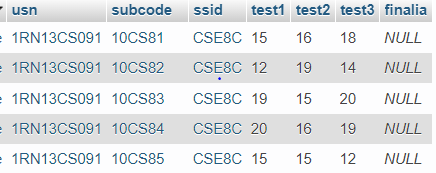 usn subcode ssid test1 test2 test3 finalia
1RN13CS091 10CS81 CSE8C 15 16 18 NULL
1RN13CS091 10CS82 CSE8C 12 19 14 NULL
1RN13CS091 10CS83 CSE8C 19 15 20 NULL
1RN13CS091 10CS84 CSE8C 20 16 19 NULL
1RN13CS091 10CS85 CSE8C 15 15 12 NULL